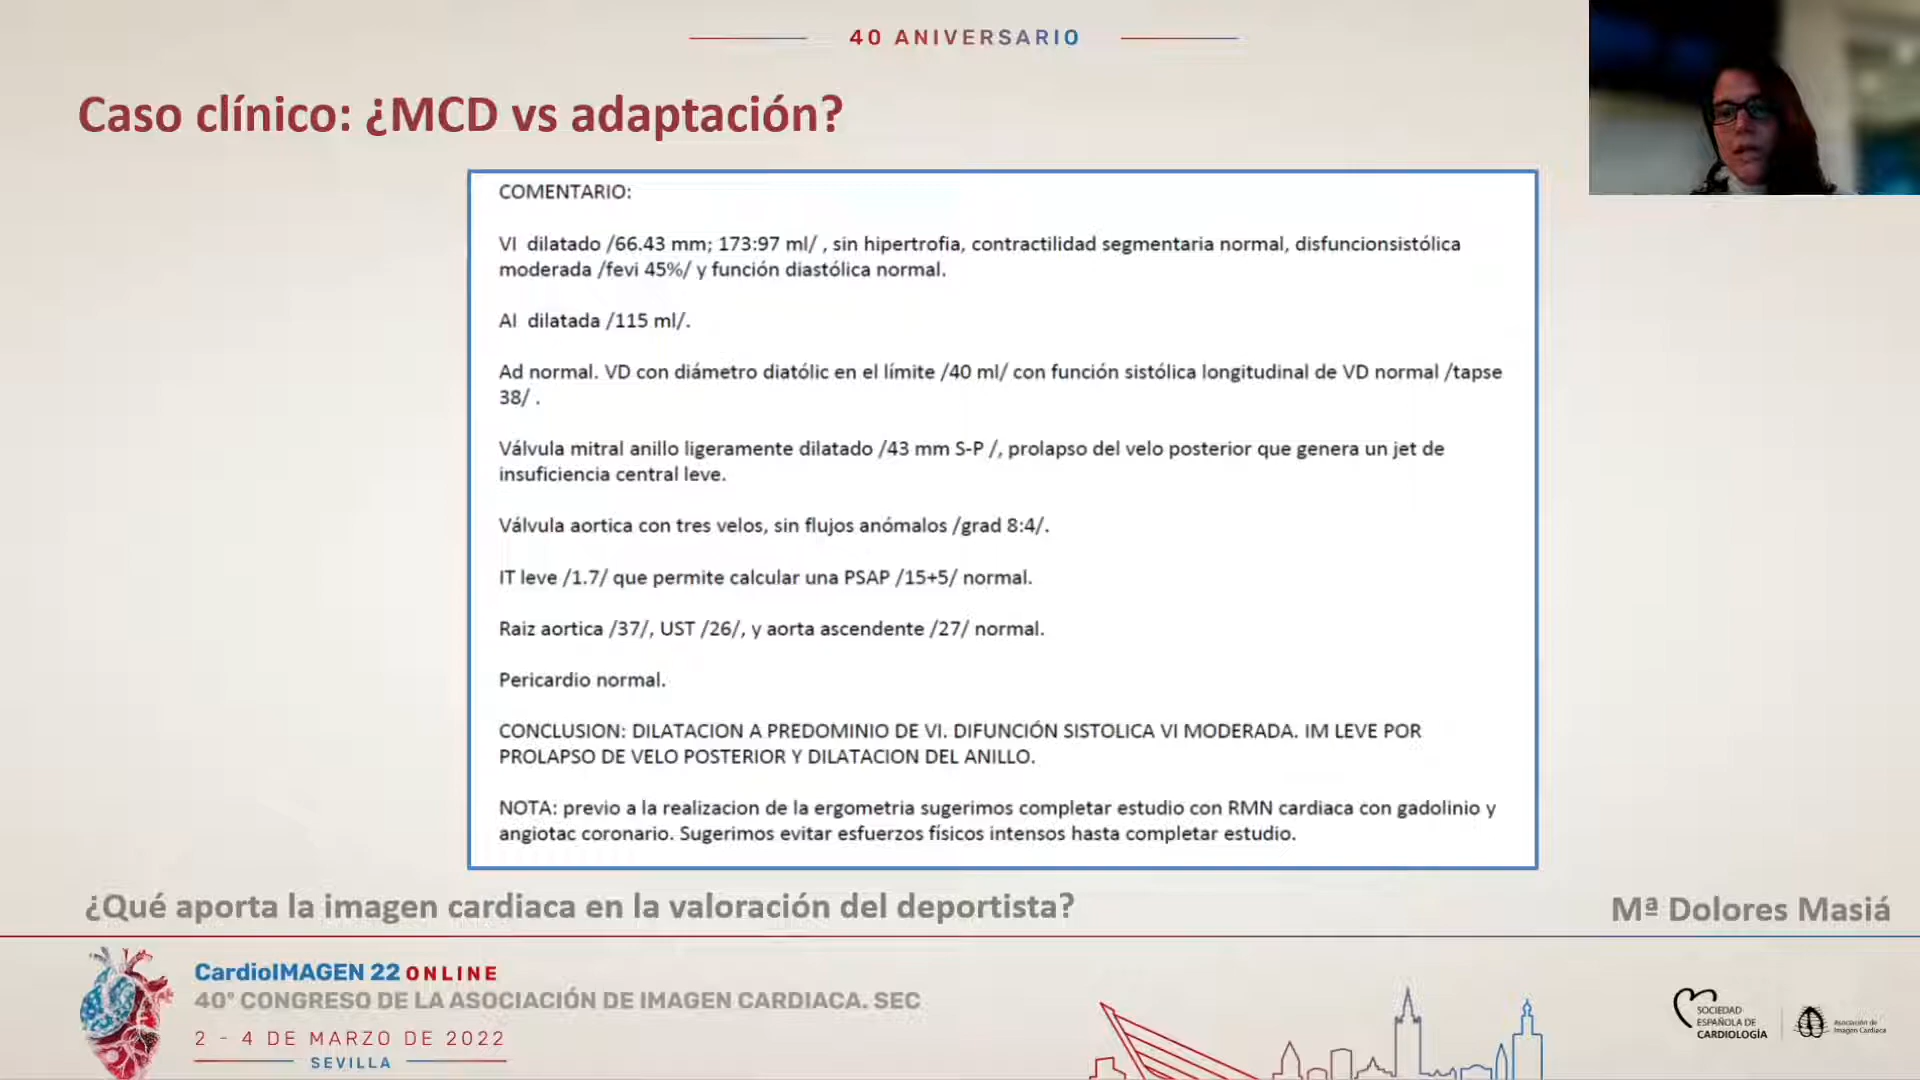 40 ANIVERSARIO
Caso clínico: ¿MCD vs adaptación?
COMENTARIO:
VI dilatado /66.43 mm; 173:97 ml/ , sin hipertrofia, contractilidad segmentaria normal, disfuncionsistólica
moderada /fevi 45%/ y función diastólica normal.
AI dilatada /115 ml/.
Ad normal. VD con diámetro diatólic en el límite /40 ml/ con función sistólica longitudinal de VD normal /tapse
38/ .
Válvula mitral anillo ligeramente dilatado /43 mm S-P /, prolapso del velo posterior que genera un jet de
insuficiencia central leve.
Válvula aortica con tres velos, sin flujos anómalos /grad 8:4/.
IT leve /1.7/ que permite calcular una PSAP /15+5/ normal.
Raiz aortica /37/, UST /26/, y aorta ascendente /27/ normal.
Pericardio normal.
CONCLUSION: DILATACION A PREDOMINIO DE VI. DIFUNCIÓN SISTOLICA VI MODERADA. IM LEVE POR
PROLAPSO DE VELO POSTERIOR Y DILATACION DEL ANILLO.
NOTA: previo a la realizacion de la ergometria sugerimos completar estudio con RMN cardiaca con gadolinio y
angiotac coronario. Sugerimos evitar esfuerzos físicos intensos hasta completar estudio.
¿Qué aporta la imagen cardiaca en la valoración del deportista?
Mª Dolores Masiá
CardioIMAGEN 22 ONLINE
40º CONGRESO DE LA ASOCIACIÓN DE IMAGEN CARDIACA. SEC
2 - 4 DE MARZO DE 2022
SEVILLA
SOCIEDAD
ESPAÑOLA DE
CARDIOLOGÍA
Asociación de
Imagen Cardiaca